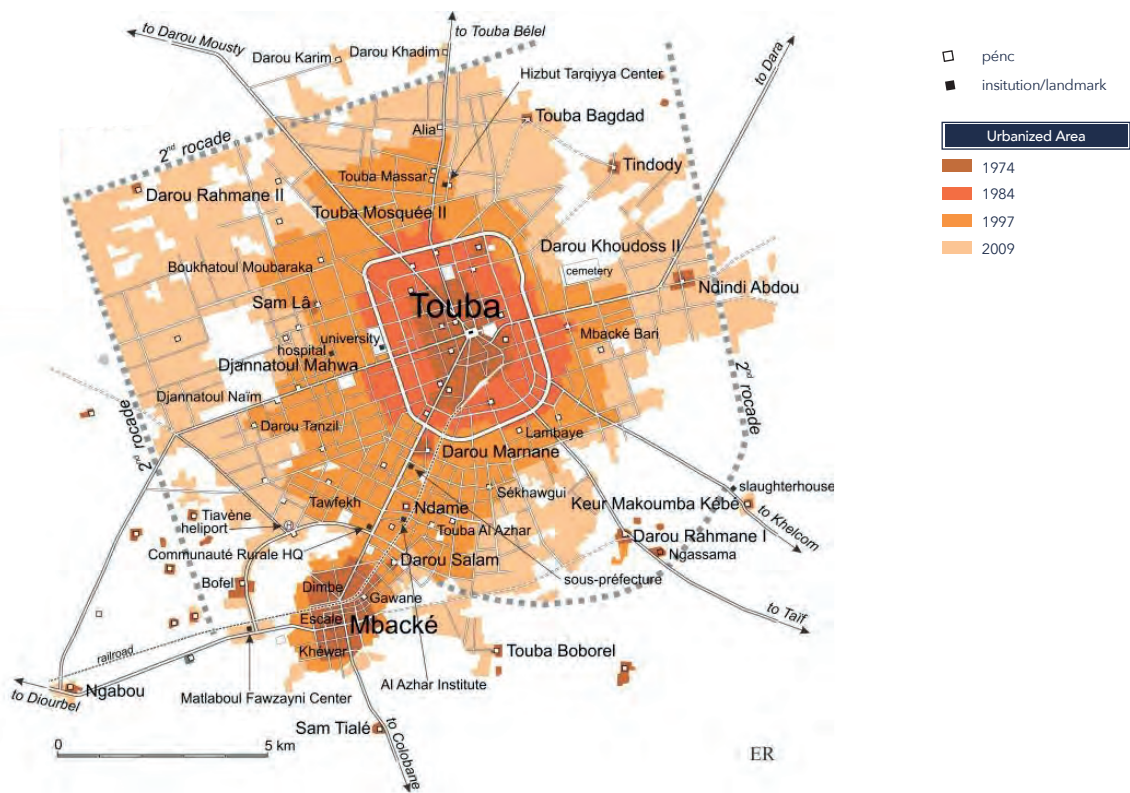 to Darou Mousty
to Touba Bélel
Darou Khadim
Darou Karim
Hizbut Tarqiyya Center
to Dara
Touba Bagdad
Alia
2nd rocade
Tindody
Touba Massar
Darou Rahmane II
Touba Mosquée II
Darou Khoudoss II
Boukhatoul Moubaraka
cemetery
Ndindi Abdou
Sam Lâ
Touba
university
Mbacké Bari
hospital
Djannatoul Mahwa
2nd rocade
Djannatoul Naïm
2nd rocade
Darou Tanzil
Lambaye
Darou Marnane
slaughterhouse
Sékhawgui
Tawfekh
Keur Makoumba Kébé
Ndame
Tiavène
to Khelcom
heliport
H
Touba Al Azhar
Darou Rahmane I
Communauté Rurale HQ
Ngassama
Darou Salam
sous-préfecture
Bofel
Dimbe
Gawane
to Taïf
Escale
Mbacké
Khéwar
Touba Boborel
railroad
Al Azhar Institute
Ngabou
Matlaboul Fawzayni Center
to Diourbel
Sam Tialé
to Colobane
0
5 km
ER
pénc
insitution/landmark
Urbanized Area
1974
1984
1997
2009